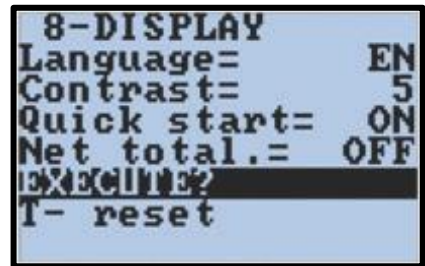 8-DISPLAY
Language= EN
Contrast= 5
Quick start= ON
Net total.= OFF
EXECUTE?
T- reset